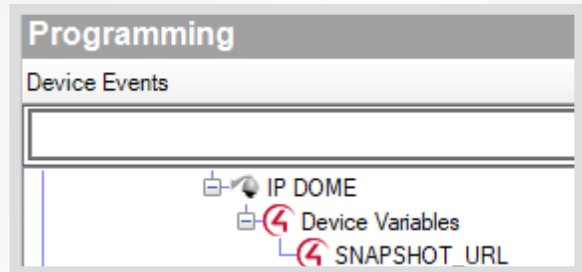 Programming
Device Events
IP DOME
Device Variables
SNAPSHOT_URL